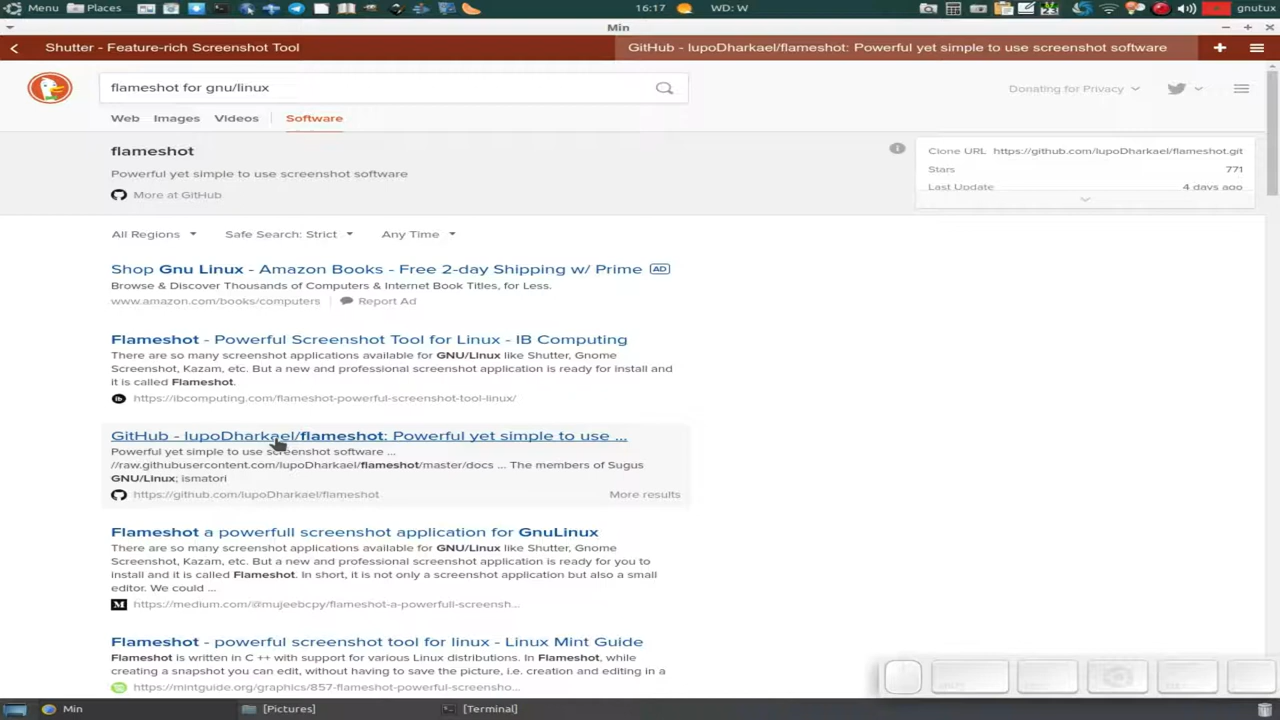 Menu Places 16:17 WD: W gnutux
Min
Shutter - Feature-rich Screenshot Tool GitHub - lupoDharkael/flameshot: Powerful yet simple to use screenshot software
flameshot for gnu/linux Donating for Privacy
Web Images Videos Software
flameshot
Powerful yet simple to use screenshot software
More at GitHub
Clone URL https://github.com/lupoDharkael/flameshot.git
Stars 771
Last Update 4 days ago
All Regions Safe Search: Strict Any Time
Shop Gnu Linux - Amazon Books - Free 2-day Shipping w/ Prime AD
Browse & Discover Thousands of Computers & Internet Book Titles, for Less.
www.amazon.com/books/computers Report Ad
Flameshot - Powerful Screenshot Tool for Linux - IB Computing
There are so many screenshot applications available for GNU/Linux like Shutter, Gnome
Screenshot, Kazam, etc. But a new and professional screenshot application is ready for install and
it is called Flameshot.
https://ibcomputing.com/flameshot-powerful-screenshot-tool-linux/
GitHub - lupoDharkael/flameshot: Powerful yet simple to use ...
Powerful yet simple to use screenshot software ...
//raw.githubusercontent.com/lupoDharkael/flameshot/master/docs ... The members of Sugus
GNU/Linux; ismatori
https://github.com/lupoDharkael/flameshot More results
Flameshot a powerfull screenshot application for GnuLinux
There are so many screenshot applications available for GNU/Linux like Shutter, Gnome
Screenshot, Kazam, etc. But a new and professional screenshot application is ready for you to
install and it is called Flameshot. In short, it is not only a screenshot application but also a small
editor. We could ...
https://medium.com/@mujeebcpy/flameshot-a-powerfull-screensh...
Flameshot - powerful screenshot tool for linux - Linux Mint Guide
Flameshot is written in C ++ with support for various Linux distributions. In Flameshot, while
creating a snapshot you can edit, without having to save the picture, i.e. creation and editing in a
https://mintguide.org/graphics/857-flameshot-powerful-screensho...
Min [Pictures] [Terminal]